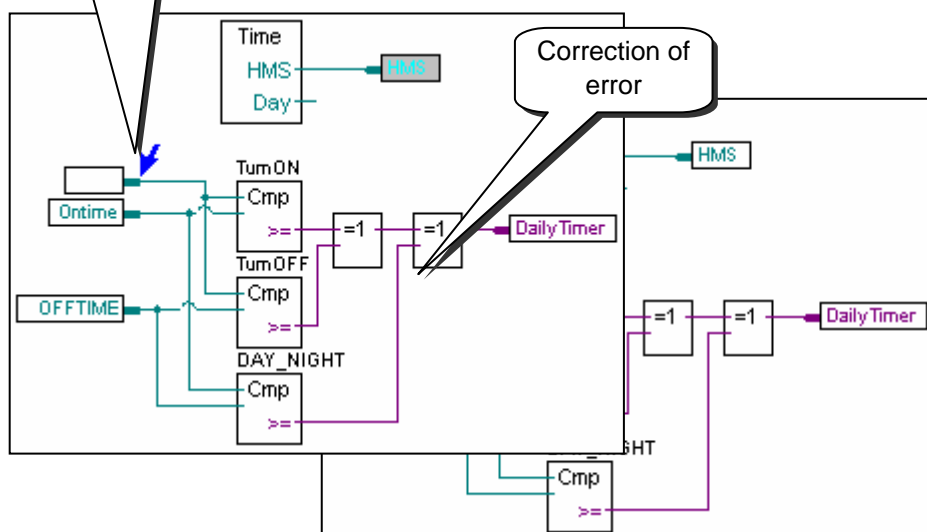 Time
HMS
HMS
Day
Correction of
error
HMS
TurnON
Ontime
Cmp
>=
=1
=1
DailyTimer
TurnOFF
OFFTIME
Cmp
>=
DAY_NIGHT
Cmp
>=
=1
=1
DailyTimer
GHT
Cmp
>=